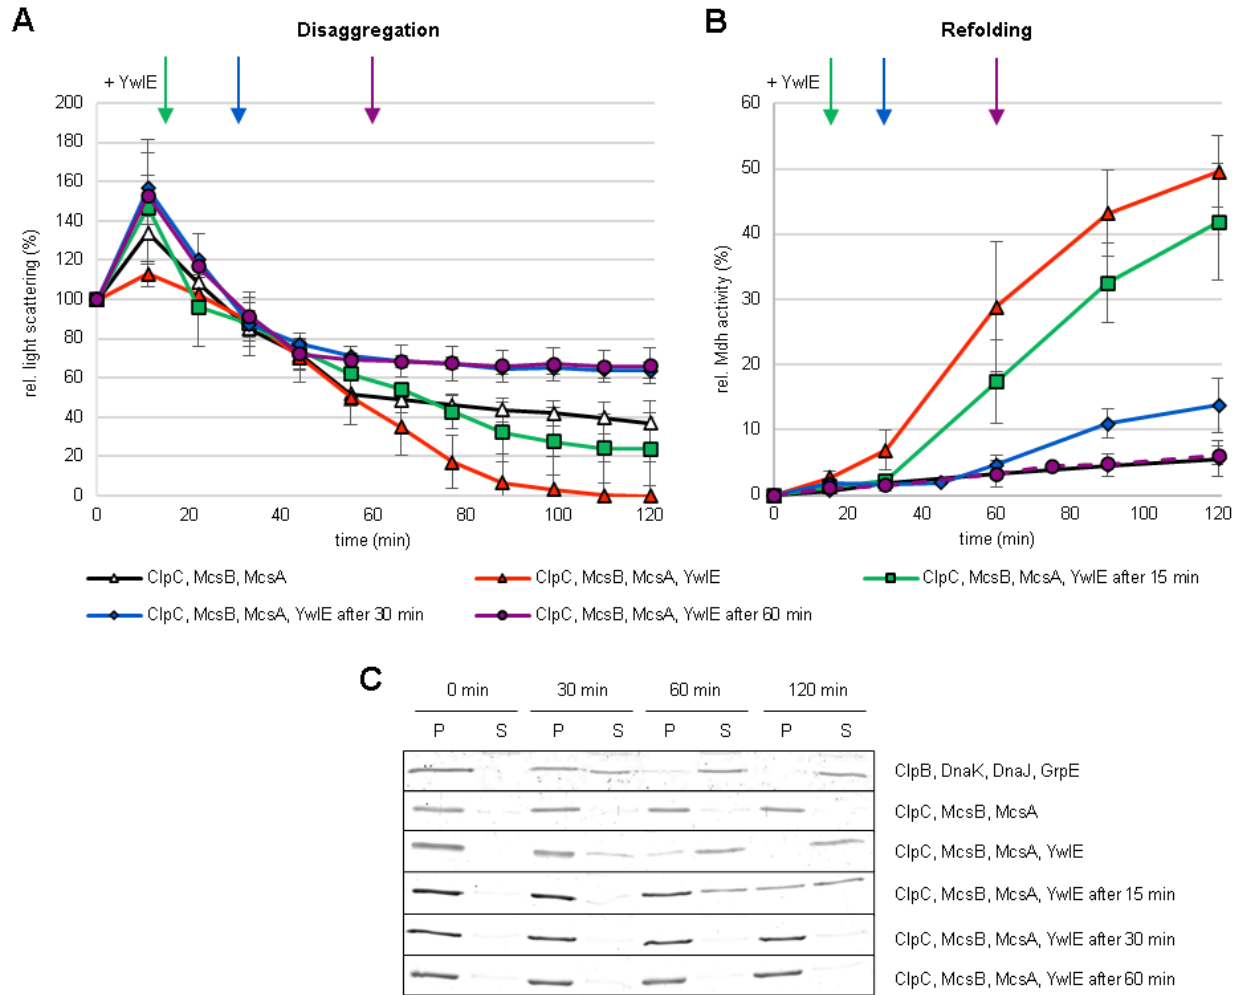 A
Disaggregation
+ YwlE
200
180
160
140
120
100
80
60
40
20
0
rel. light scattering (%)
0 20 40 60 80 100 120
time (min)
B
Refolding
+ YwlE
60
50
40
30
20
10
0
rel. Mdh activity (%)
0 20 40 60 80 100 120
time (min)
ClpC, McsB, McsA
ClpC, McsB, McsA, YwlE
ClpC, McsB, McsA, YwlE after 15 min
ClpC, McsB, McsA, YwlE after 30 min
ClpC, McsB, McsA, YwlE after 60 min
C
0 min 30 min 60 min 120 min
P S P S P S P S
ClpB, DnaK, DnaJ, GrpE
ClpC, McsB, McsA
ClpC, McsB, McsA, YwlE
ClpC, McsB, McsA, YwlE after 15 min
ClpC, McsB, McsA, YwlE after 30 min
ClpC, McsB, McsA, YwlE after 60 min